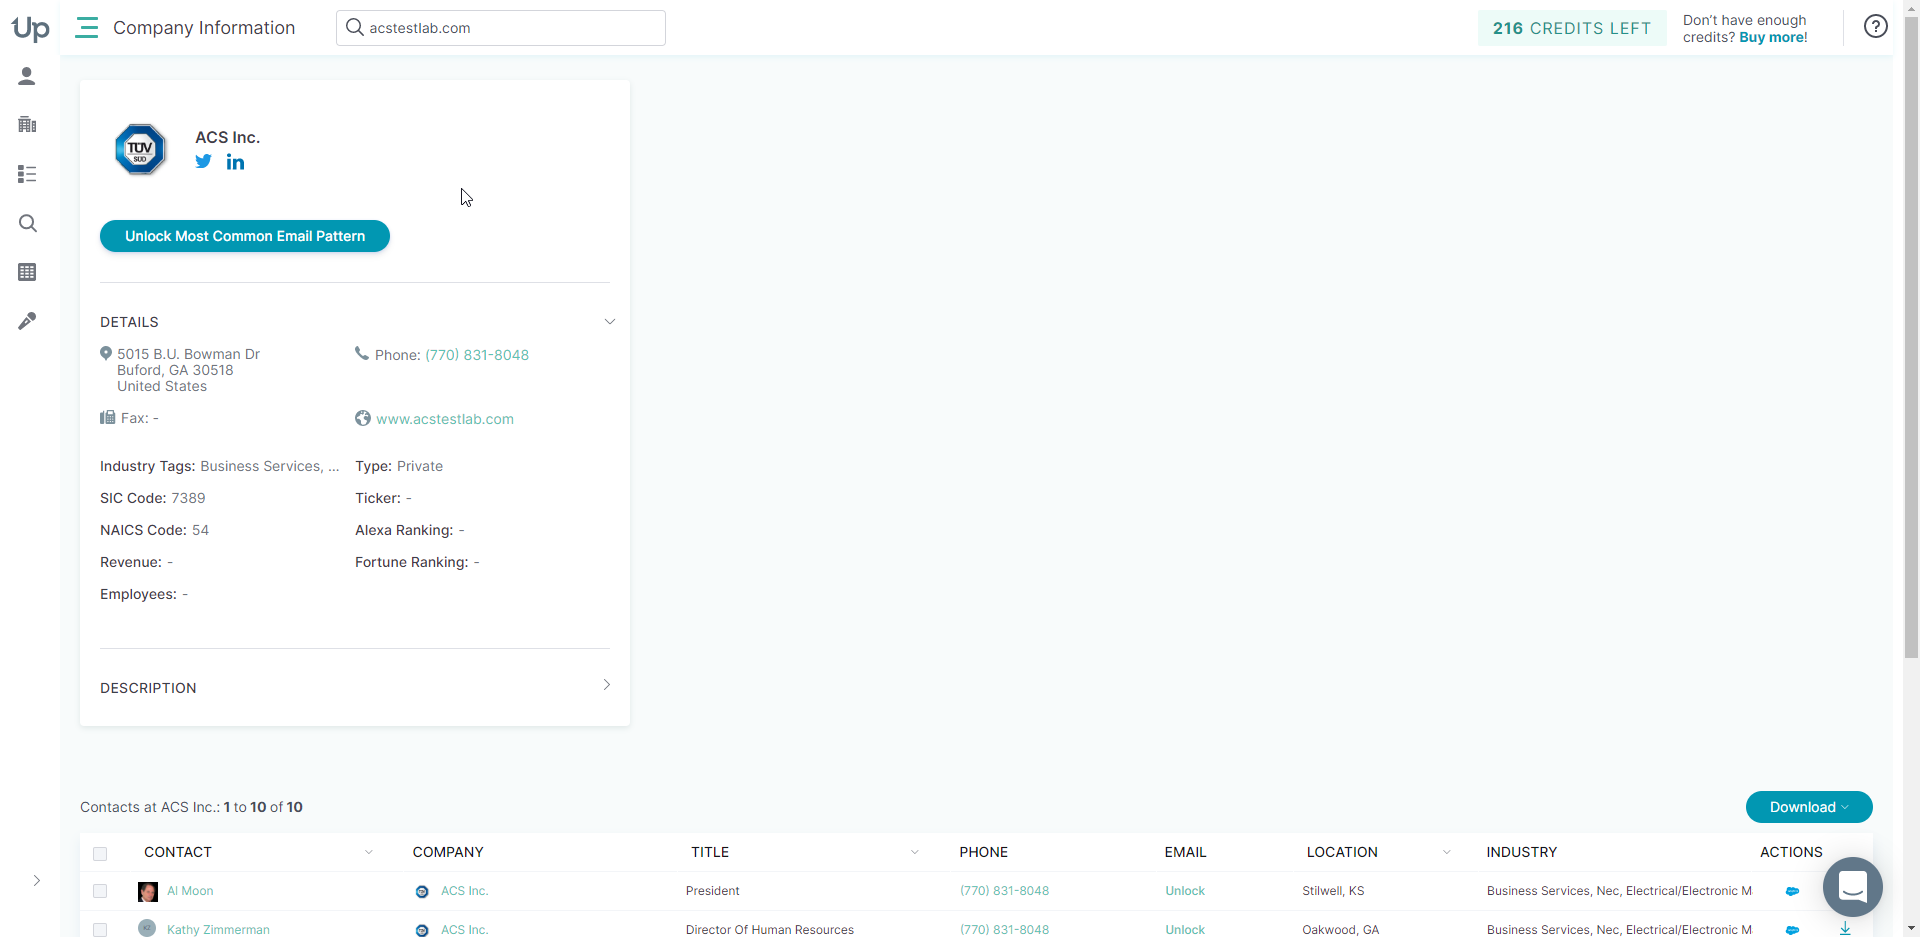 Up
Company Information
acstestlab.com
216 CREDITS LEFT
Don't have enough
credits? Buy more!
?
TÜV
SÜD
ACS Inc.
in
Unlock Most Common Email Pattern
DETAILS
5015 B.U. Bowman Dr
Buford, GA 30518
United States
Phone: (770) 831-8048
Fax: -
www.acstestlab.com
Industry Tags: Business Services, ...
Type: Private
SIC Code: 7389
Ticker: -
NAICS Code: 54
Alexa Ranking: -
Revenue: -
Fortune Ranking: -
Employees: -
DESCRIPTION
Contacts at ACS Inc.: 1 to 10 of 10
Download
CONTACT COMPANY TITLE PHONE EMAIL LOCATION INDUSTRY ACTIONS
Al Moon ACS Inc. President (770) 831-8048 Unlock Stilwell, KS Business Services, Nec, Electrical/Electronic M
KZ Kathy Zimmerman ACS Inc. Director Of Human Resources (770) 831-8048 Unlock Oakwood, GA Business Services, Nec, Electrical/Electronic M